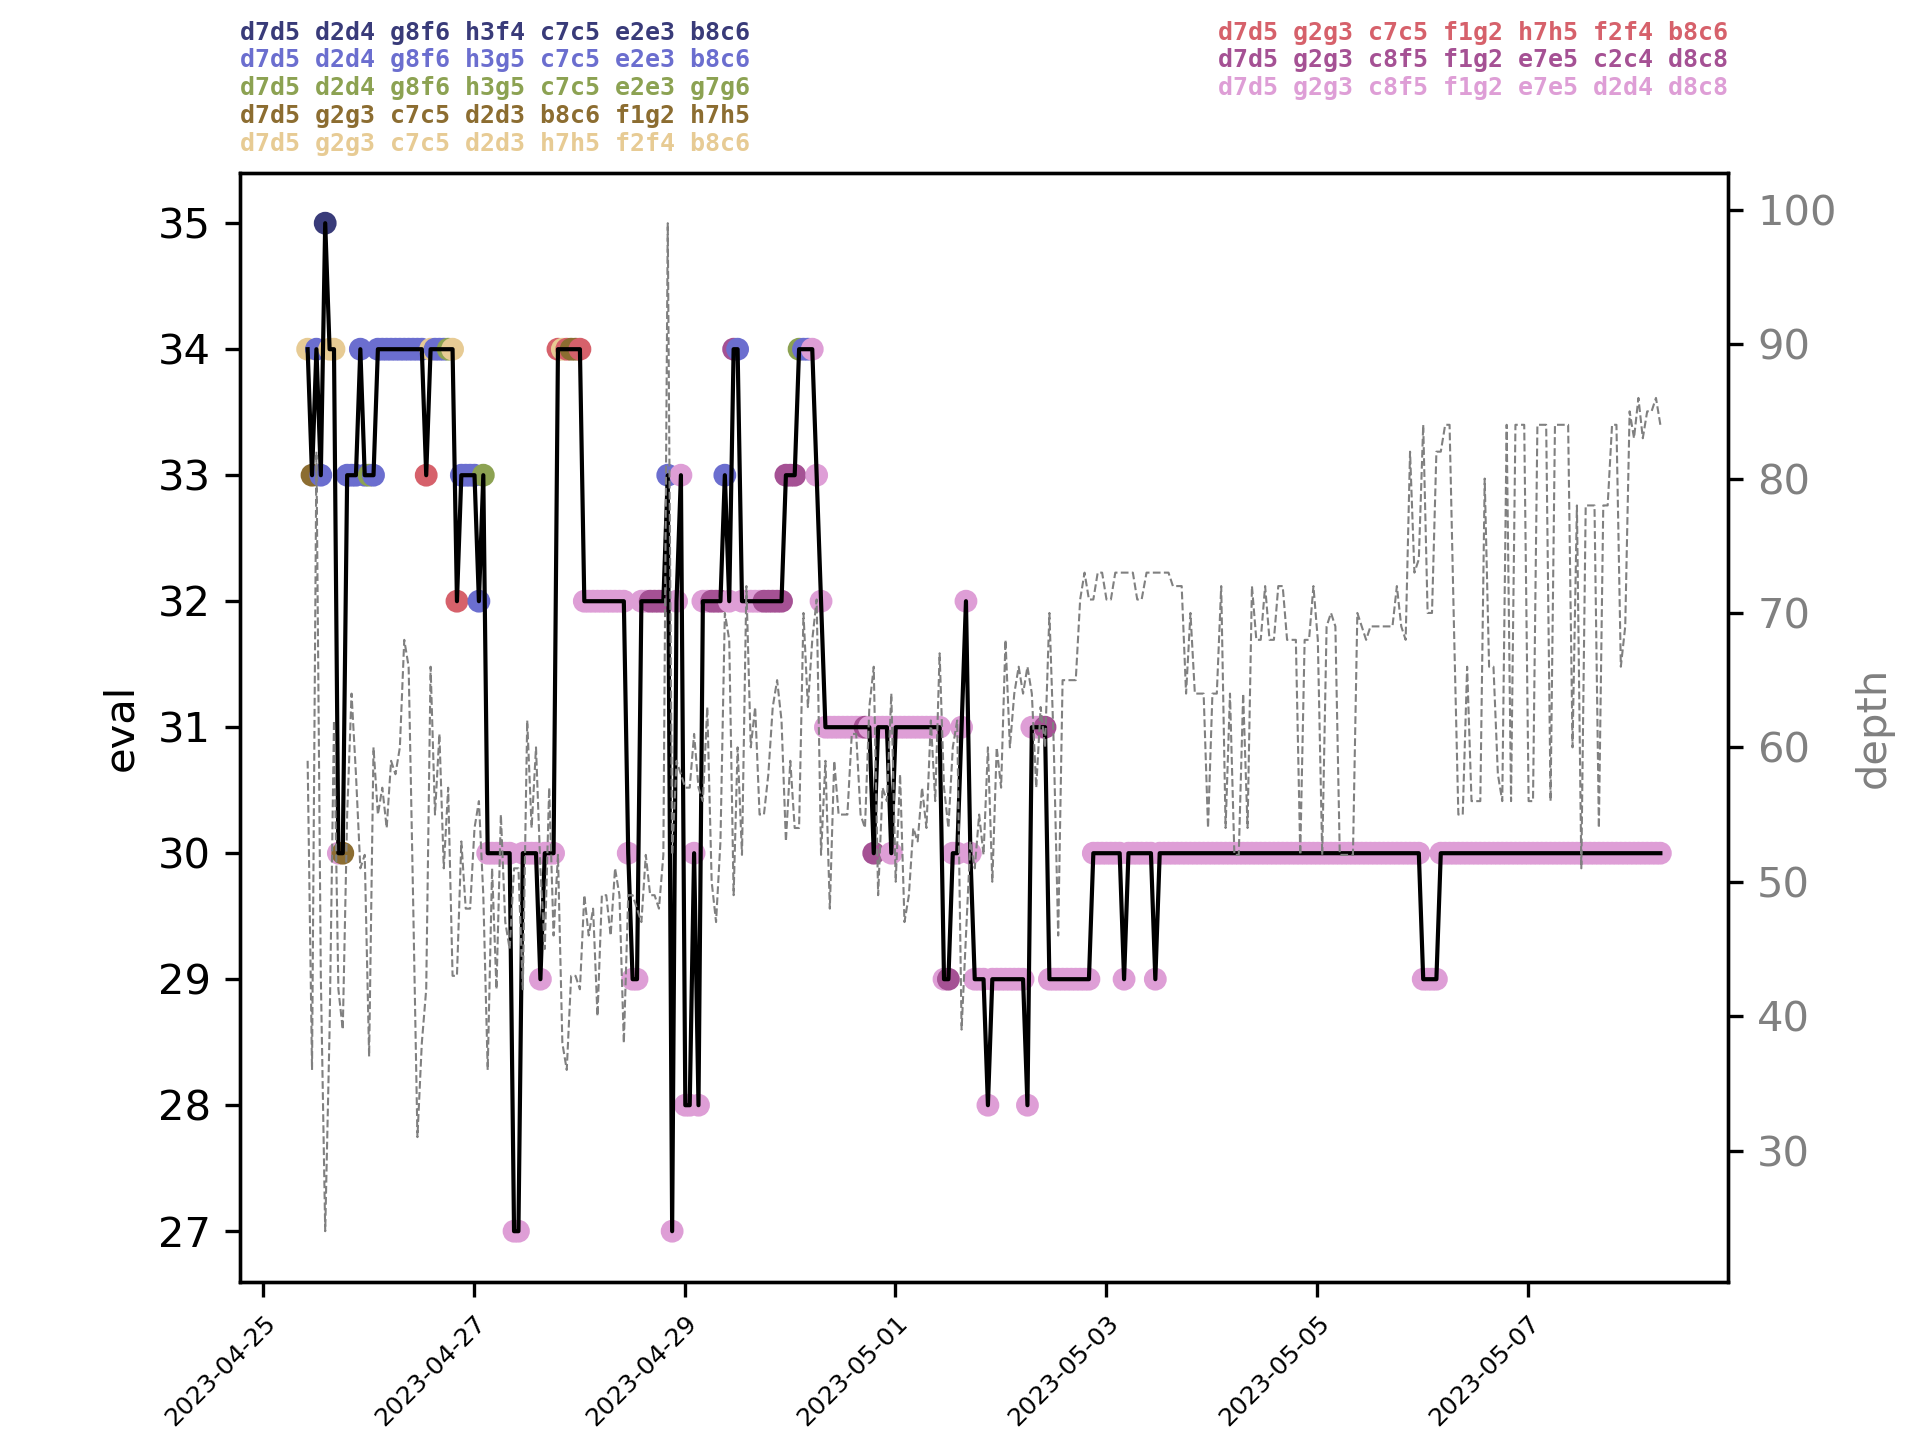 d7d5 d2d4 g8f6 h3f4 c7c5 e2e3 b8c6
d7d5 d2d4 g8f6 h3g5 c7c5 e2e3 b8c6
d7d5 d2d4 g8f6 h3g5 c7c5 e2e3 g7g6
d7d5 g2g3 c7c5 d2d3 b8c6 f1g2 h7h5
d7d5 g2g3 c7c5 d2d3 h7h5 f2f4 b8c6
d7d5 g2g3 c7c5 f1g2 h7h5 f2f4 b8c6
d7d5 g2g3 c8f5 f1g2 e7e5 c2c4 d8c8
d7d5 g2g3 c8f5 f1g2 e7e5 d2d4 d8c8
35
34
33
32
31
30
29
28
27
eval
100
90
80
70
60
50
40
30
depth
2023-04-25
2023-04-27
2023-04-29
2023-05-01
2023-05-03
2023-05-05
2023-05-07